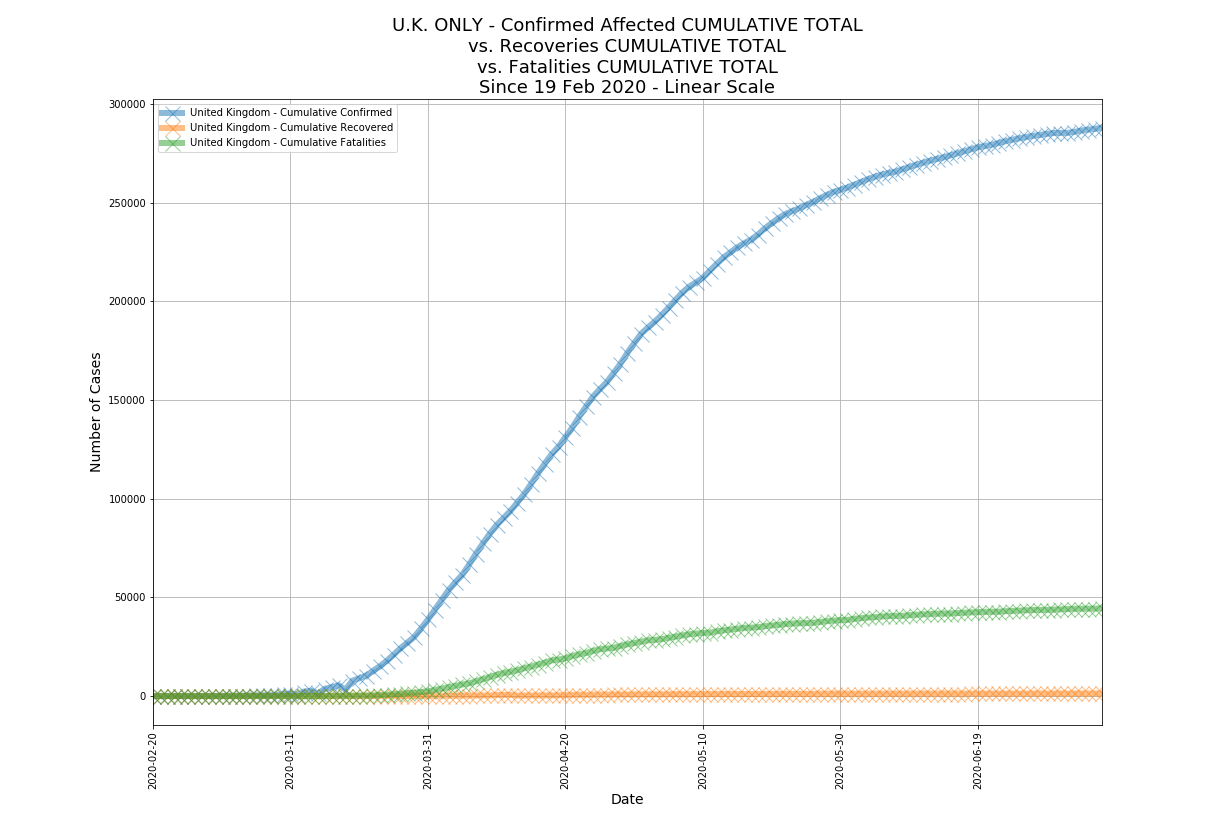 U.K. ONLY - Confirmed Affected CUMULATIVE TOTAL
vs. Recoveries CUMULATIVE TOTAL
vs. Fatalities CUMULATIVE TOTAL
Since 19 Feb 2020 - Linear Scale
United Kingdom - Cumulative Confirmed
United Kingdom - Cumulative Recovered
United Kingdom - Cumulative Fatalities
Number of Cases
300000
250000
200000
150000
100000
50000
0
2020-02-20
2020-03-11
2020-03-31
2020-04-20
2020-05-10
2020-05-30
2020-06-19
Date